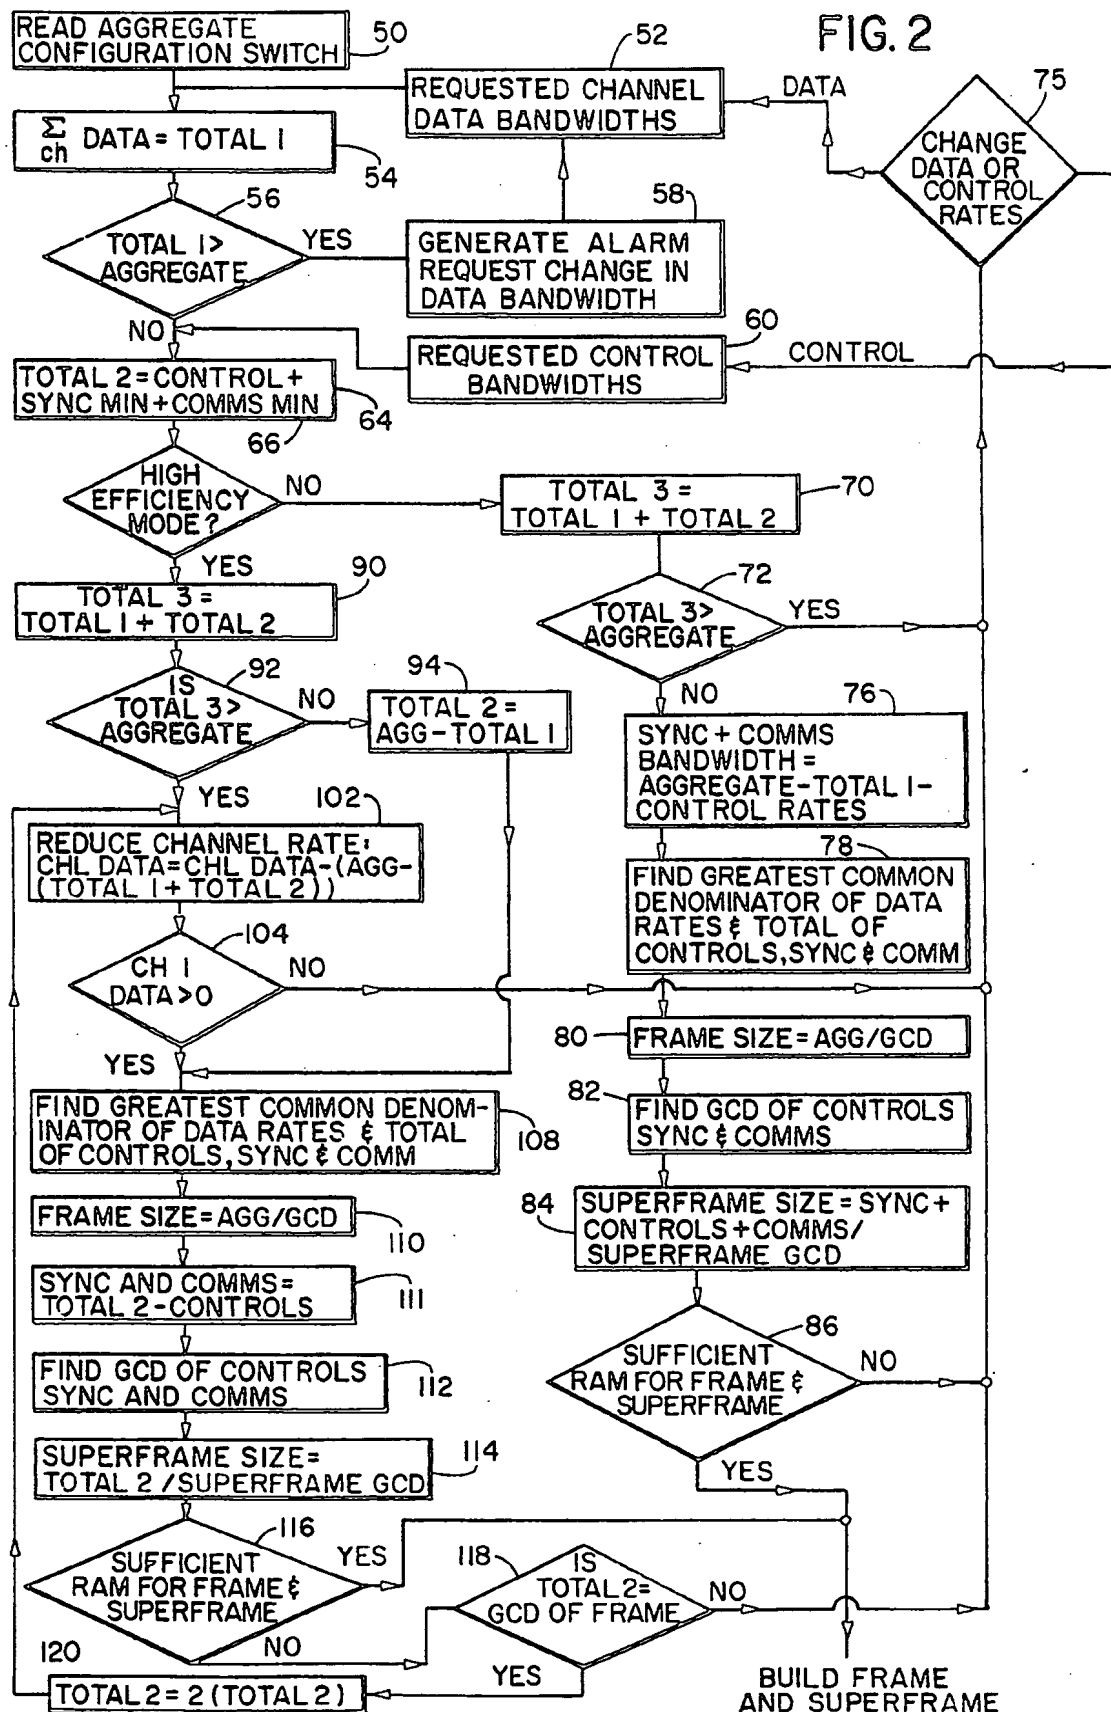 FIG. 2
READ AGGREGATE
CONFIGURATION SWITCH
50
52
REQUESTED CHANNEL
DATA BANDWIDTHS
DATA
75
CHANGE
DATA OR
CONTROL
RATES
Σ DATA = TOTAL 1
ch
54
56
TOTAL 1>
AGGREGATE
YES
58
GENERATE ALARM
REQUEST CHANGE IN
DATA BANDWIDTH
NO
60
REQUESTED CONTROL
BANDWIDTHS
CONTROL
TOTAL 2=CONTROL+
SYNC MIN+COMMS MIN
64
66
HIGH
EFFICIENCY
MODE?
NO
YES
TOTAL 3 =
TOTAL 1 + TOTAL 2
70
72
TOTAL 3>
AGGREGATE
YES
NO
90
TOTAL 3 =
TOTAL 1 + TOTAL 2
92
IS
TOTAL 3>
AGGREGATE
NO
YES
94
TOTAL 2 =
AGG-TOTAL 1
76
SYNC + COMMS
BANDWIDTH =
AGGREGATE-TOTAL 1-
CONTROL RATES
102
REDUCE CHANNEL RATE:
CHL DATA=CHL DATA-(AGG-
(TOTAL 1 + TOTAL 2))
78
FIND GREATEST COMMON
DENOMINATOR OF DATA
RATES & TOTAL OF
CONTROLS, SYNC & COMM
104
CH 1
DATA>0
NO
YES
80
FRAME SIZE=AGG/GCD
82
FIND GCD OF CONTROLS
SYNC & COMMS
FIND GREATEST COMMON DENOM-
INATOR OF DATA RATES & TOTAL
OF CONTROLS, SYNC & COMM
108
84
SUPERFRAME SIZE=SYNC+
CONTROLS+COMMS/
SUPERFRAME GCD
FRAME SIZE=AGG/GCD
110
SYNC AND COMMS=
TOTAL 2-CONTROLS
111
86
SUFFICIENT
RAM FOR FRAME &
SUPERFRAME
NO
YES
FIND GCD OF CONTROLS
SYNC AND COMMS
112
SUPERFRAME SIZE=
TOTAL 2 /SUPERFRAME GCD
114
116
SUFFICIENT
RAM FOR FRAME &
SUPERFRAME
YES
NO
118
IS
TOTAL 2=
GCD OF FRAME
NO
YES
120
TOTAL 2 = 2 (TOTAL 2)
BUILD FRAME
AND SUPERFRAME